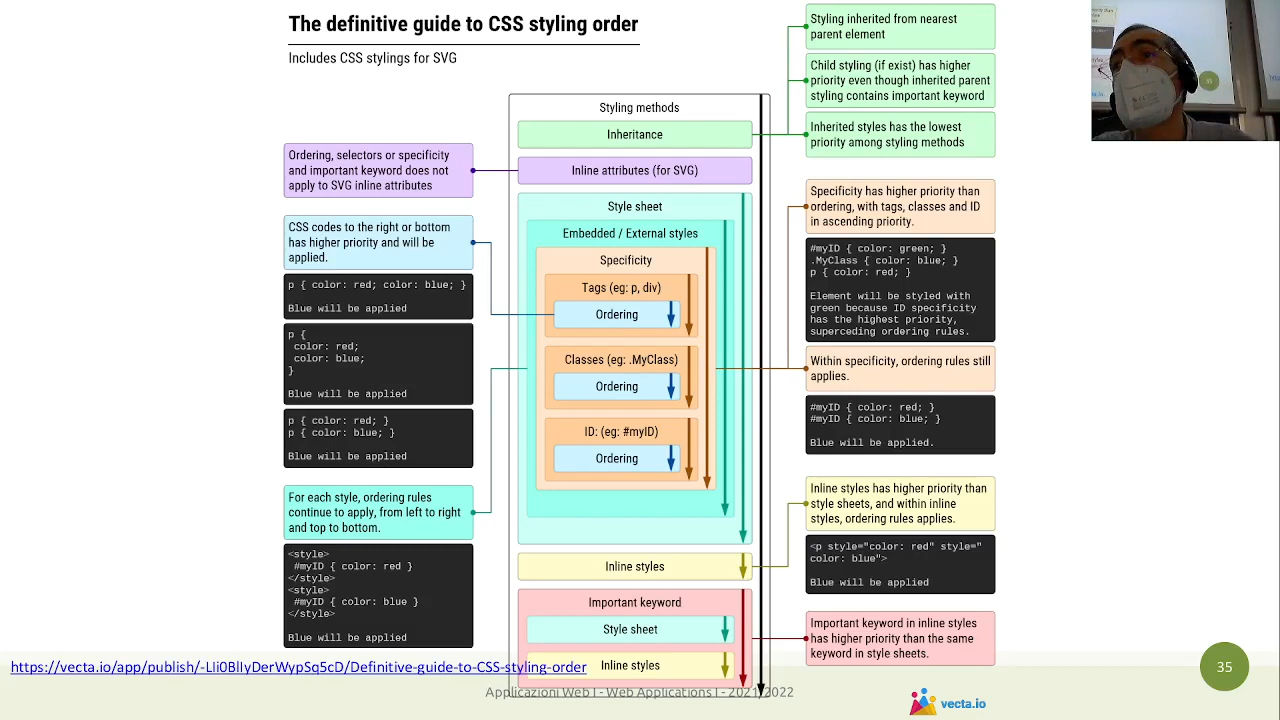 The definitive guide to CSS styling order
Includes CSS stylings for SVG
Styling methods
Inheritance
Inline attributes (for SVG)
Style sheet
Embedded / External styles
Specificity
Tags (eg: p, div)
Ordering
Classes (eg: .MyClass)
Ordering
ID: (eg: #myID)
Ordering
Inline styles
Important keyword
Style sheet
Inline styles
Ordering, selectors or specificity
and important keyword does not
apply to SVG inline attributes
CSS codes to the right or bottom
has higher priority and will be
applied.
p { color: red; color: blue; }
Blue will be applied
p {
color: red;
color: blue;
}
Blue will be applied
p { color: red; }
p { color: blue; }
Blue will be applied
For each style, ordering rules
continue to apply, from left to right
and top to bottom.
<style>
#myID { color: red }
</style>
<style>
#myID { color: blue }
</style>
Blue will be applied
Styling inherited from nearest
parent element
Child styling (if exist) has higher
priority even though inherited parent
styling contains important keyword
Inherited styles has the lowest
priority among styling methods
Specificity has higher priority than
ordering, with tags, classes and ID
in ascending priority.
#myID { color: green; }
.MyClass { color: blue; }
p { color: red; }
Element will be styled with
green because ID specificity
has the highest priority,
superceding ordering rules.
Within specificity, ordering rules still
applies.
#myID { color: red; }
#myID { color: blue; }
Blue will be applied.
Inline styles has higher priority than
style sheets, and within inline
styles, ordering rules applies.
<p style="color: red" style="
color: blue">
Blue will be applied
Important keyword in inline styles
has higher priority than the same
keyword in style sheets.
Applicazioni Web I - Web Applications I - 2021/2022
vecta.io
35
35